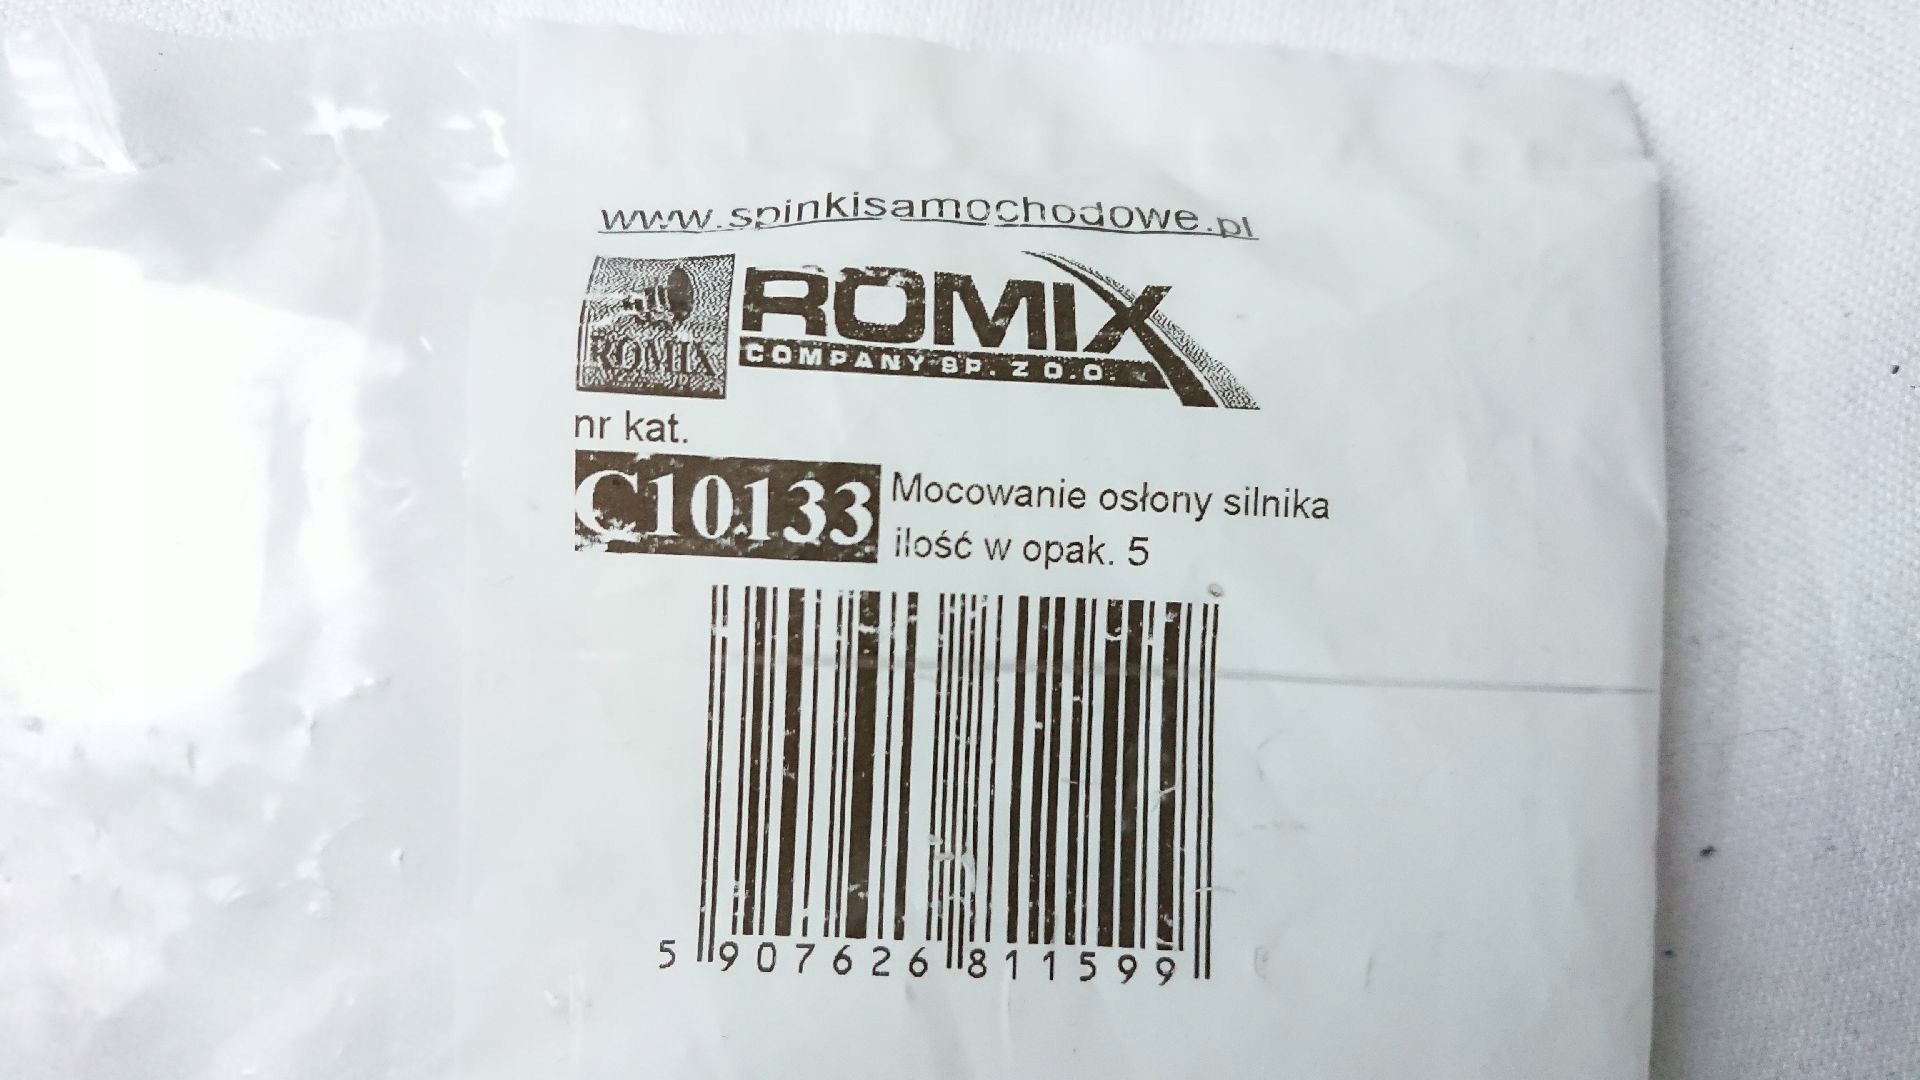 www.spinkisamochodowe.pl
ROMIX
ROMIX
COMPANY SP. Z O.O.
nr kat.
C10133 Mocowanie osłony silnika
ilość w opak. 5
5 907626 811599